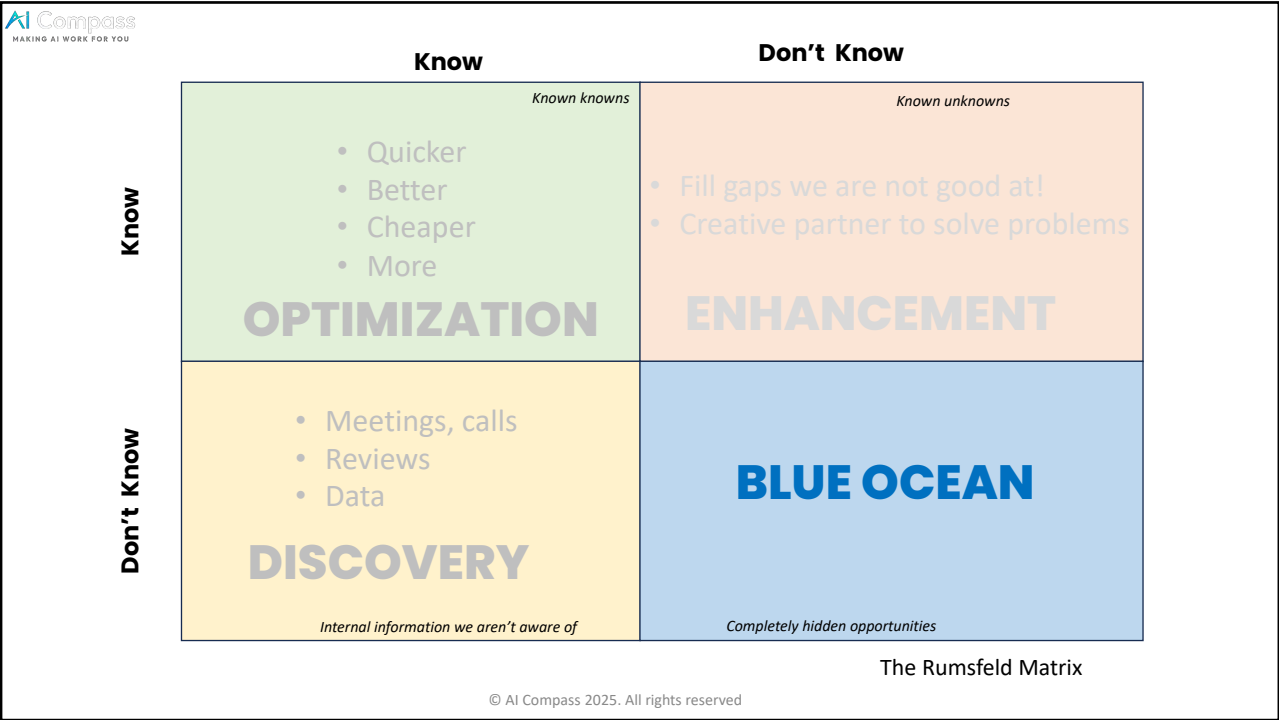 AI Compass
MAKING AI WORK FOR YOU
Know
Don't Know
Know
Known knowns
• Quicker
• Better
• Cheaper
• More
OPTIMIZATION
Known unknowns
• Fill gaps we are not good at!
• Creative partner to solve problems
ENHANCEMENT
Don't Know
• Meetings, calls
• Reviews
• Data
DISCOVERY
Internal information we aren't aware of
BLUE OCEAN
Completely hidden opportunities
The Rumsfeld Matrix
© AI Compass 2025. All rights reserved